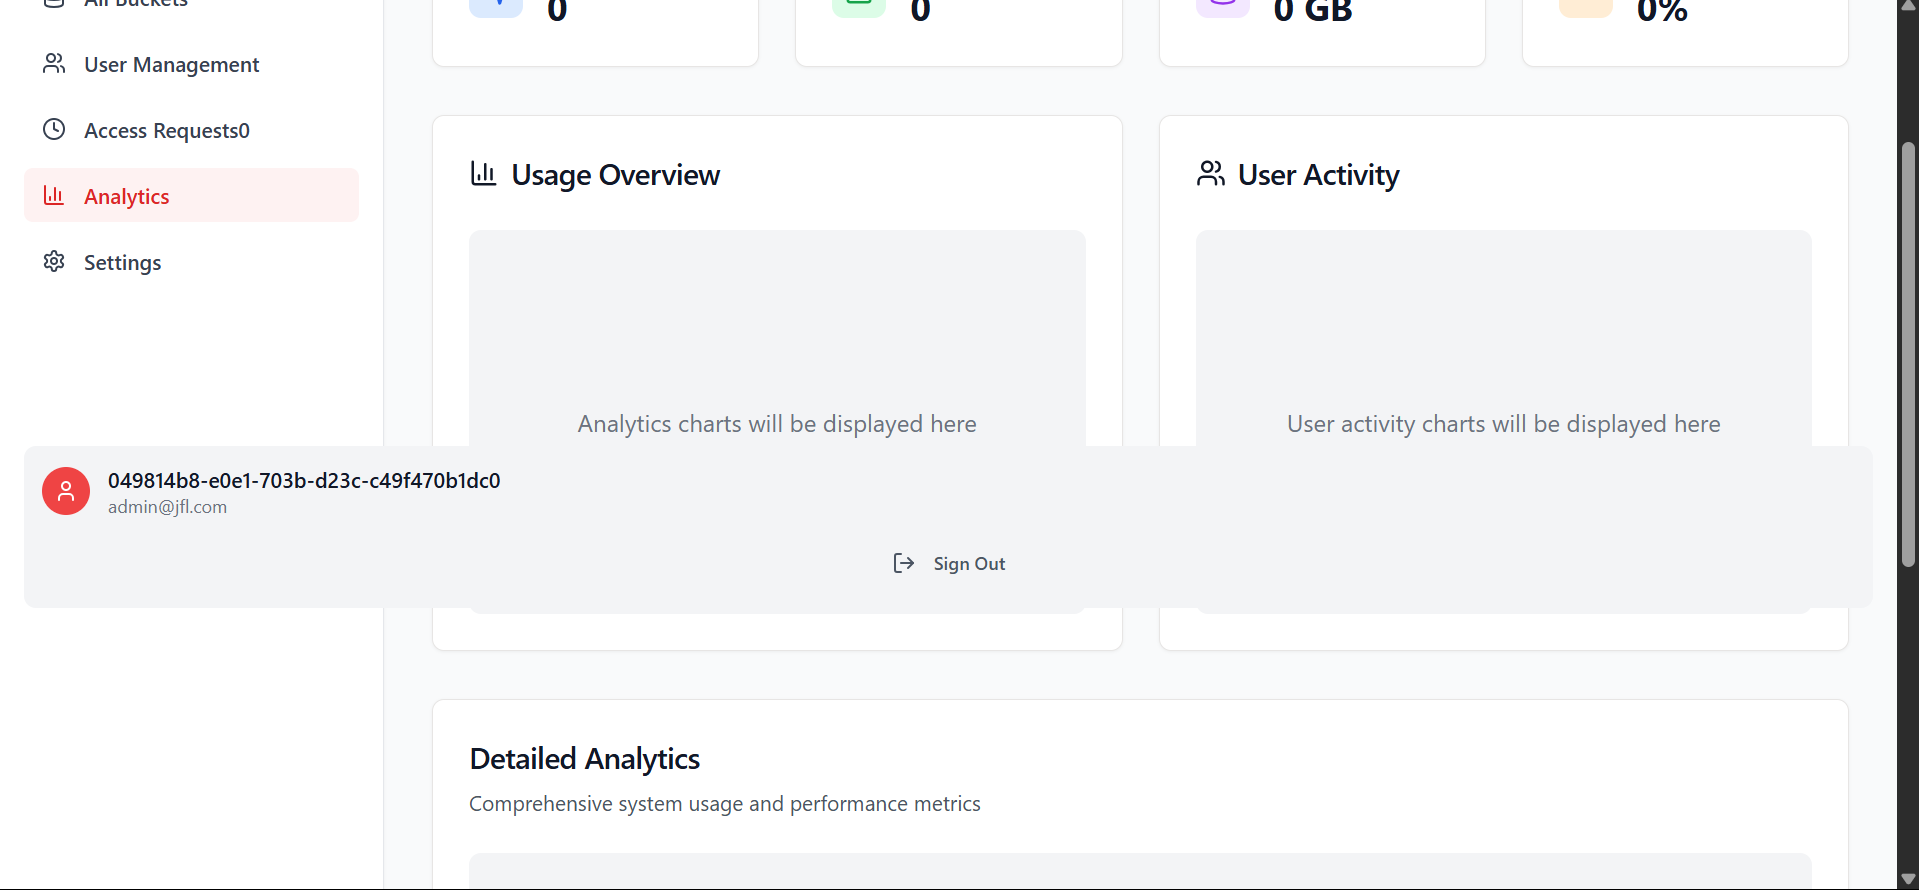 All Buckets
User Management
Access Requests0
Analytics
Settings
0
0
0 GB
0%
Usage Overview
Analytics charts will be displayed here
User Activity
User activity charts will be displayed here
049814b8-e0e1-703b-d23c-c49f470b1dc0
admin@jfl.com
Sign Out
Detailed Analytics
Comprehensive system usage and performance metrics